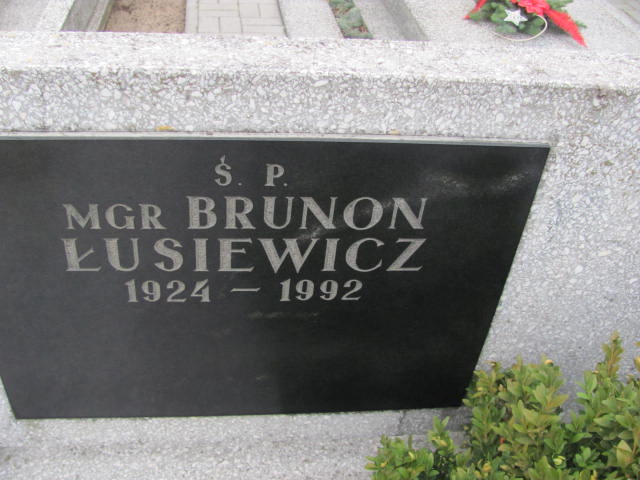 Ś. P.
MGR BRUNON
ŁUSIEWICZ
1924 – 1992